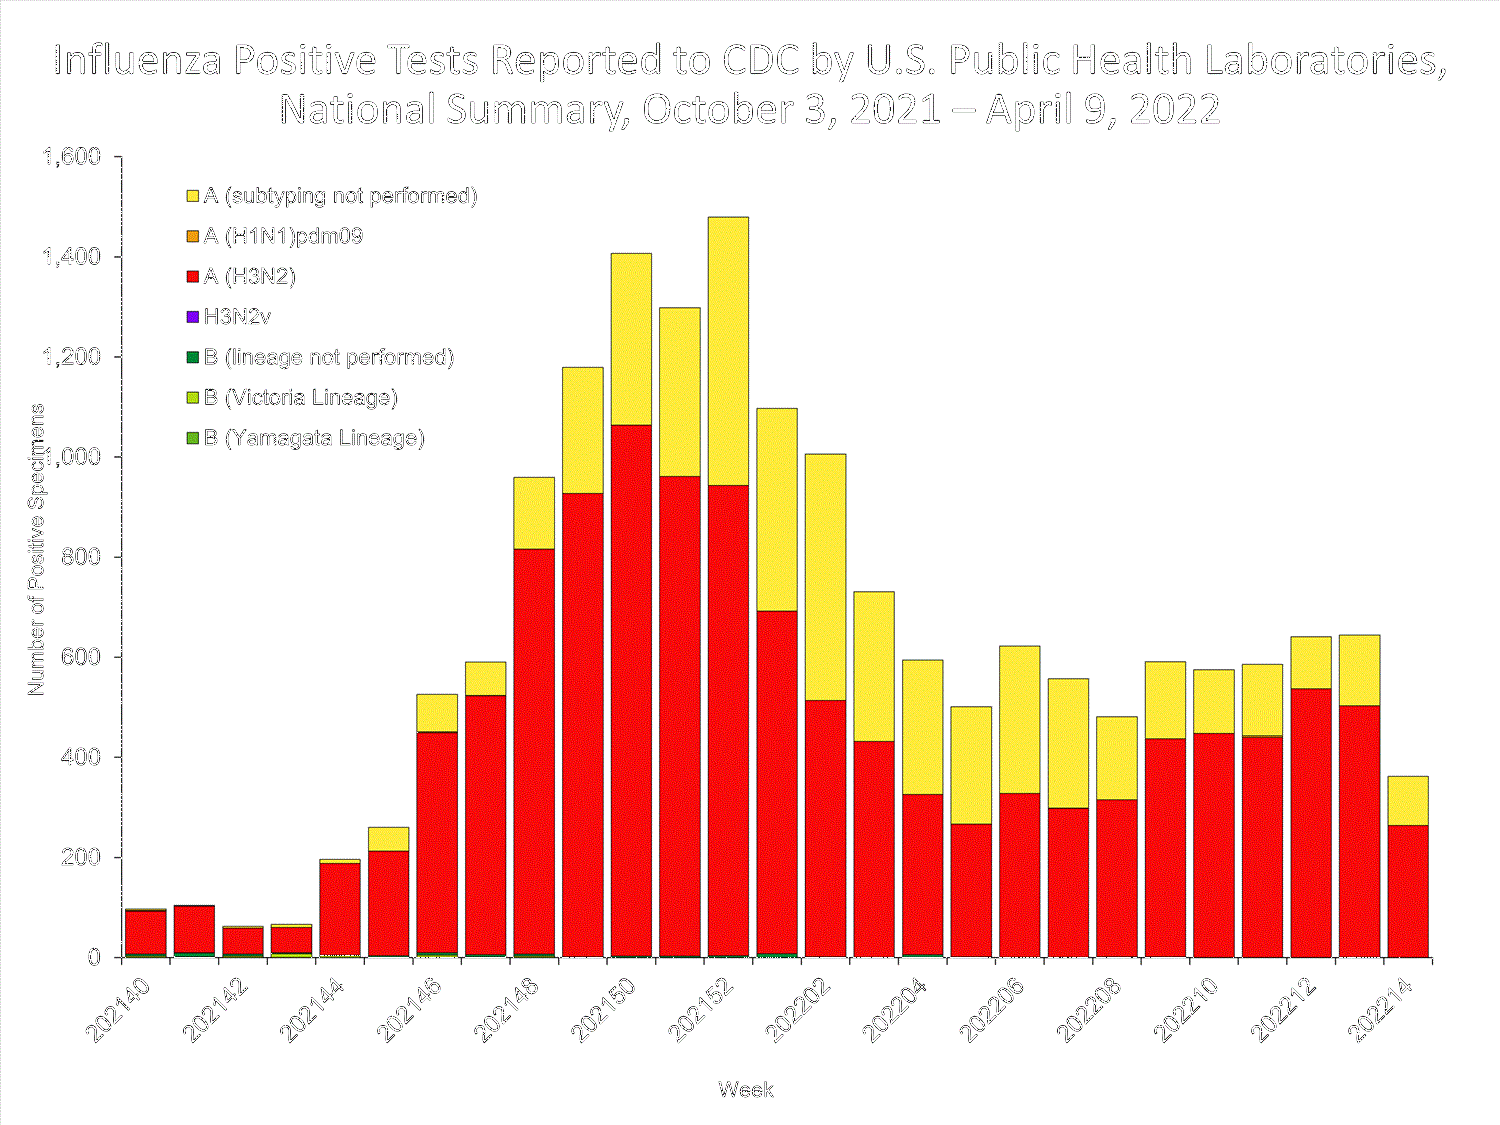 Influenza Positive Tests Reported to CDC by U.S. Public Health Laboratories,
National Summary, October 3, 2021 – April 9, 2022
1,600
1,400
1,200
1,000
800
600
400
200
0
Number of Positive Specimens
A (subtyping not performed)
A (H1N1)pdm09
A (H3N2)
H3N2v
B (lineage not performed)
B (Victoria Lineage)
B (Yamagata Lineage)
202140
202142
202144
202146
202148
202150
202152
202202
202204
202206
202208
202210
202212
202214
Week